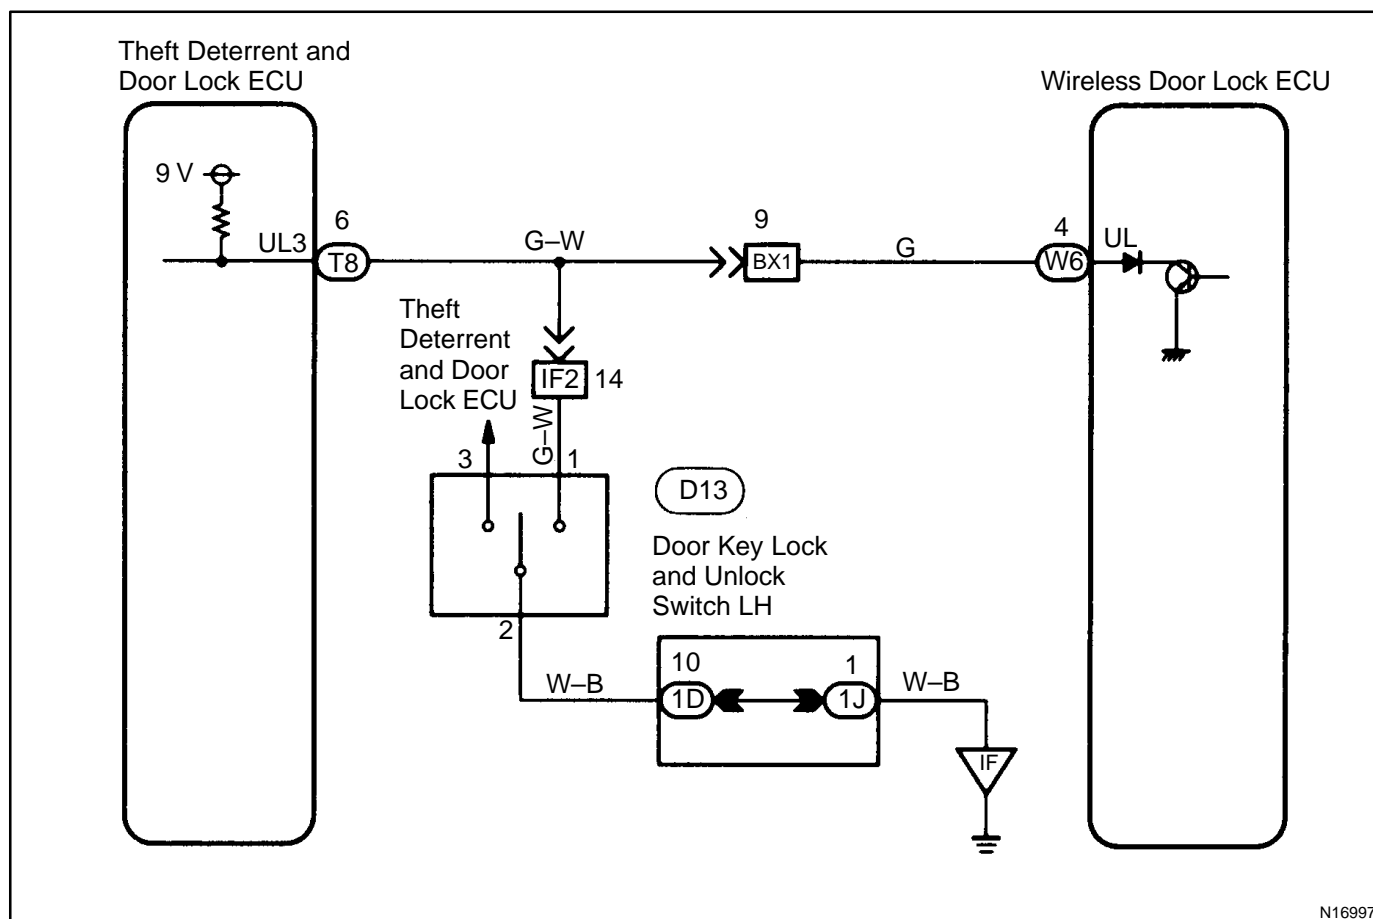 Theft Deterrent and
Door Lock ECU
Wireless Door Lock ECU
9 V
UL3
6
T8
G–W
9
BX1
G
4
W6
UL
Theft
Deterrent
and Door
Lock ECU
IF2
14
G–W
3
1
D13
Door Key Lock
and Unlock
Switch LH
2
W–B
10
1D
1
1J
W–B
IF
N16997